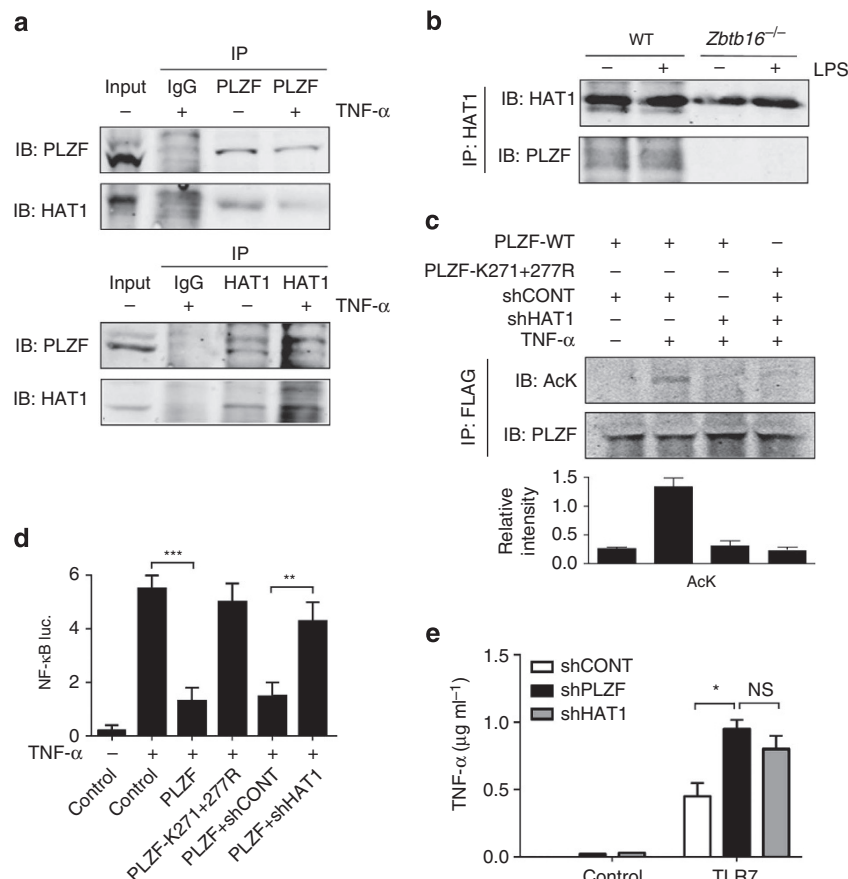 a
IP
Input IgG PLZF PLZF
– + – + TNF-α
IB: PLZF
IB: HAT1
IP
Input IgG HAT1 HAT1
– + – + TNF-α
IB: PLZF
IB: HAT1
b
WT Zbtb16–/–
– + – + LPS
IP: HAT1
IB: HAT1
IB: PLZF
c
PLZF-WT + + + –
PLZF-K271+277R – – – +
shCONT + + – +
shHAT1 – – + +
TNF-α – + + +
IP: FLAG
IB: AcK
IB: PLZF
Relative
intensity
1.5
1.0
0.5
0.0
AcK
d
NF-κB luc.
6
4
2
0
*** **
TNF-α – + + + + +
Control
Control
PLZF
PLZF-K271+277R
PLZF+shCONT
PLZF+shHAT1
e
TNF-α (μg ml–1)
1.5
1.0
0.5
0.0
shCONT
shPLZF
shHAT1
* NS
Control TLR7